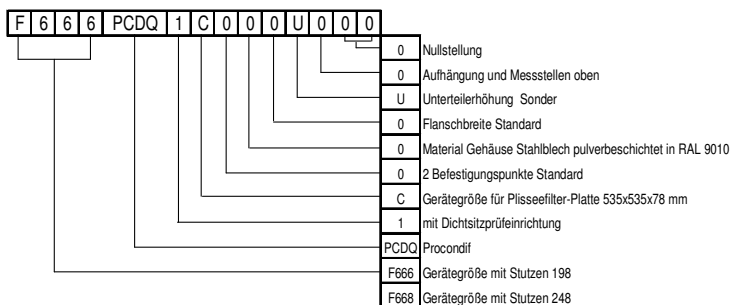 F 6 6 6 PCDQ 1 C 0 0 0 U 0 0 0
0 Nullstellung
0 Aufhängung und Messstellen oben
U Unterteilerhöhung Sonder
0 Flanschbreite Standard
0 Material Gehäuse Stahlblech pulverbeschichtet in RAL 9010
0 2 Befestigungspunkte Standard
C Gerätegröße für Plisseefilter-Platte 535x535x78 mm
1 mit Dichtsitzprüfeinrichtung
PCDQ Procondif
F666 Gerätegröße mit Stutzen 198
F668 Gerätegröße mit Stutzen 248